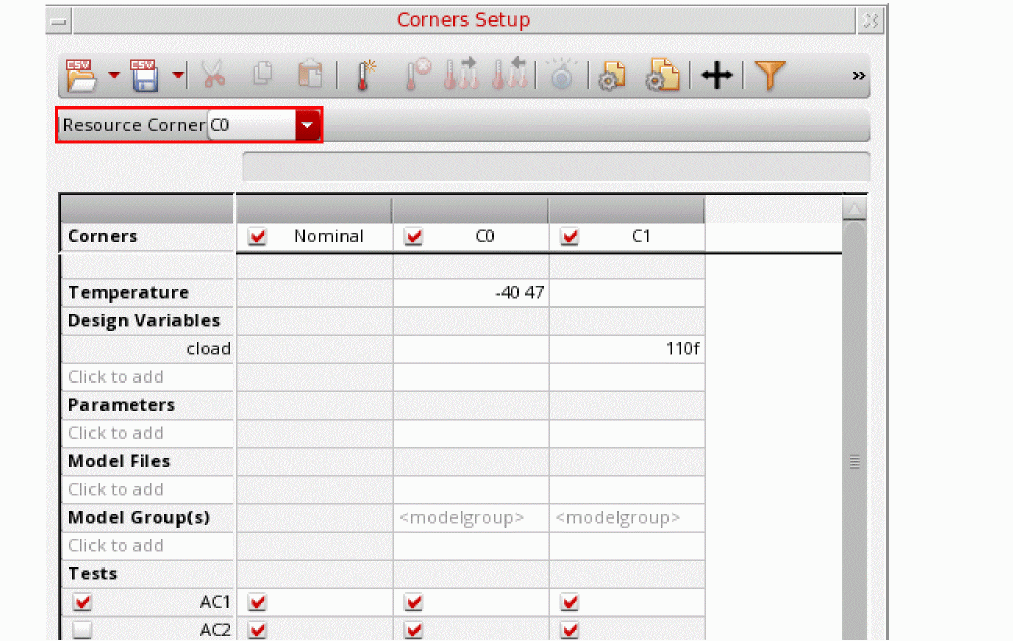 Corners Setup
CSV CSV »
Resource Corner C0
Corners Nominal C0 C1
Temperature -40 47
Design Variables
cload 110f
Click to add
Parameters
Click to add
Model Files
Click to add
Model Group(s) <modelgroup> <modelgroup>
Click to add
Tests
AC1
AC2